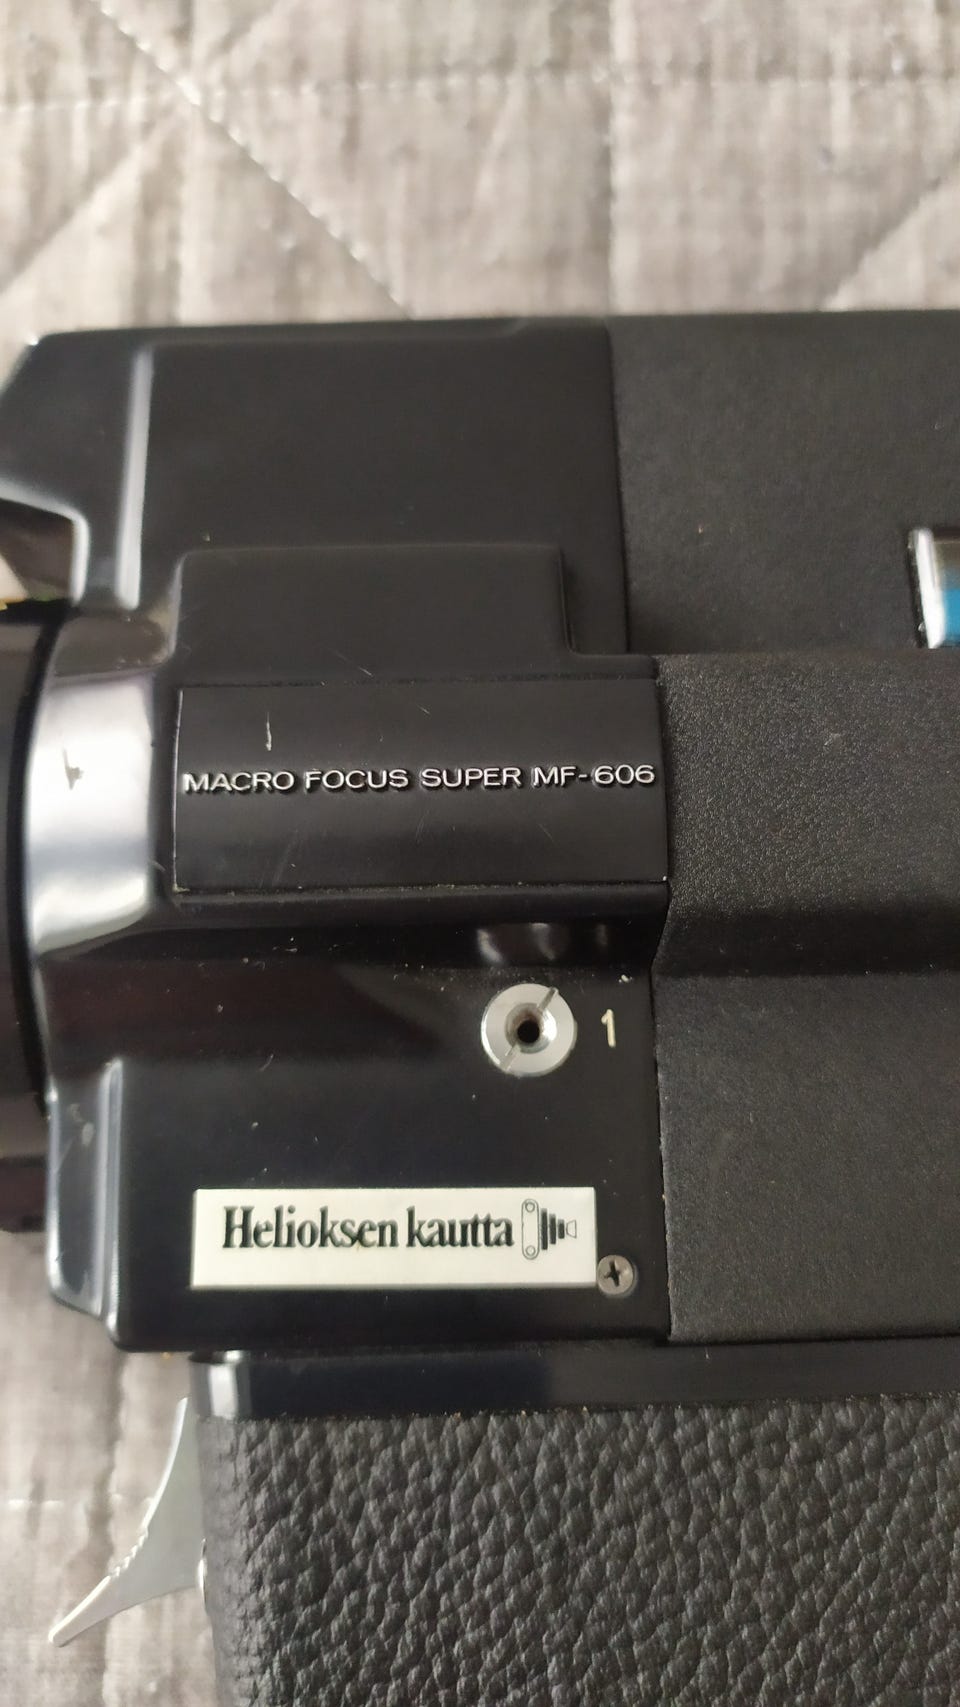 MACRO FOCUS SUPER MF-606
1
Helioksen kautta